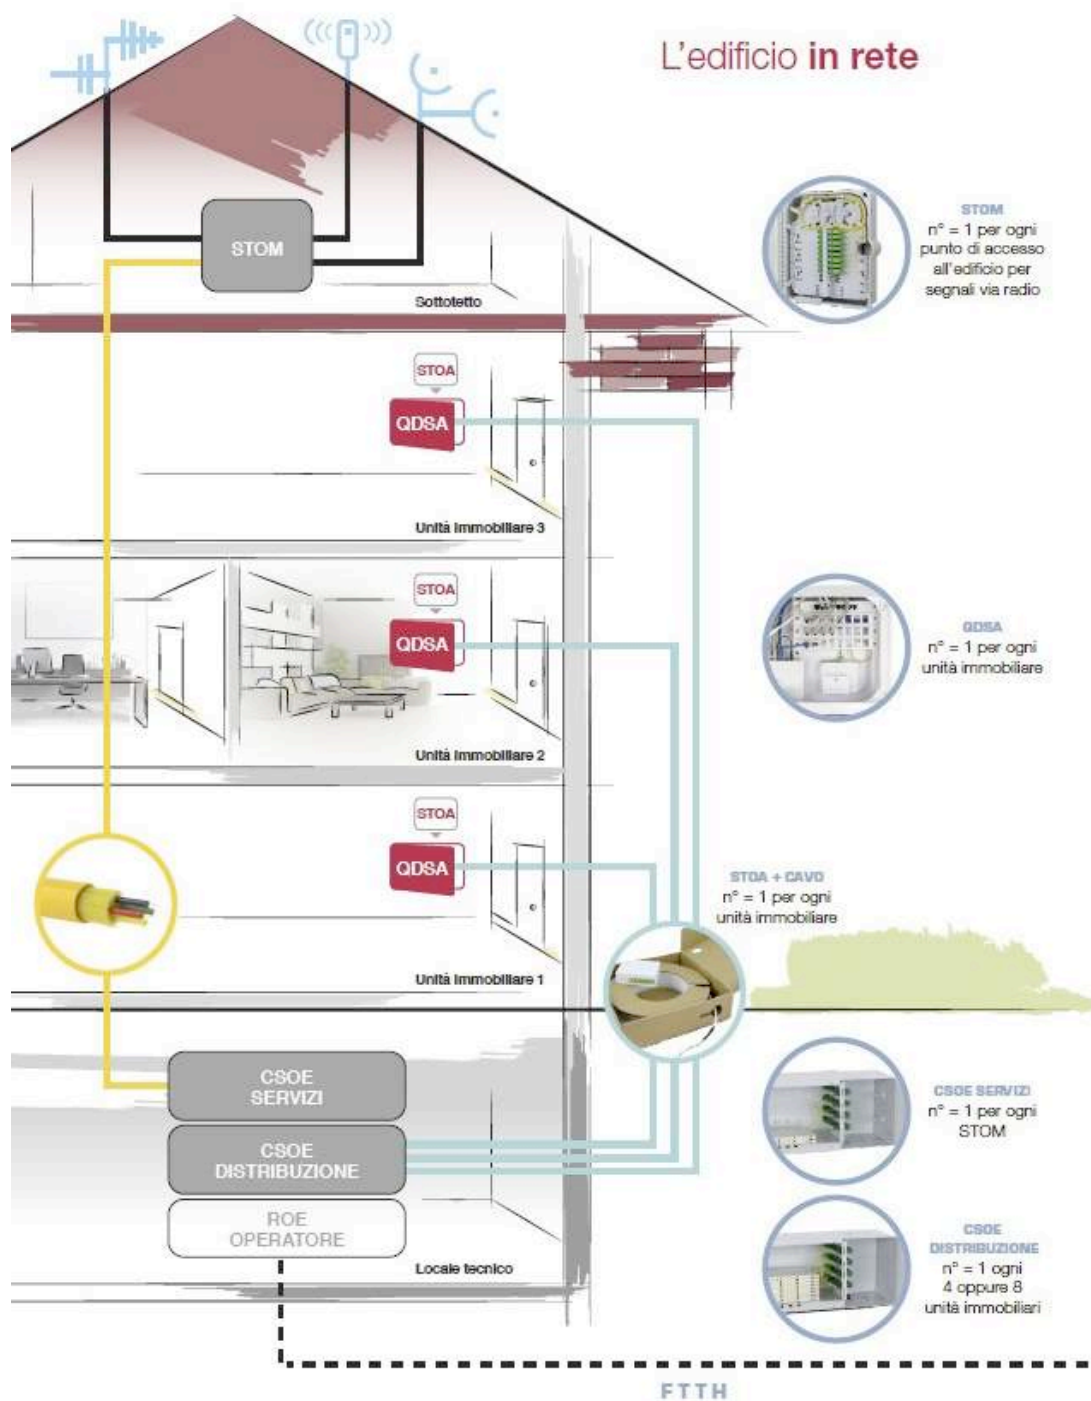 L'edificio in rete
STOM
STOM
n° = 1 per ogni
punto di accesso
all'edificio per
segnali via radio
Sottotetto
STOA
QDSA
Unità immobiliare 3
STOA
QDSA
QDSA
n° = 1 per ogni
unità immobiliare
Unità immobiliare 2
STOA
QDSA
STOA + CAVO
n° = 1 per ogni
unità immobiliare
Unità immobiliare 1
CSOE
SERVIZI
CSOE
DISTRIBUZIONE
ROE
OPERATORE
Locale tecnico
CSOE SERVIZI
n° = 1 per ogni
STOM
CSOE
DISTRIBUZIONE
n° = 1 ogni
4 oppure 8
unità immobiliari
FTTH